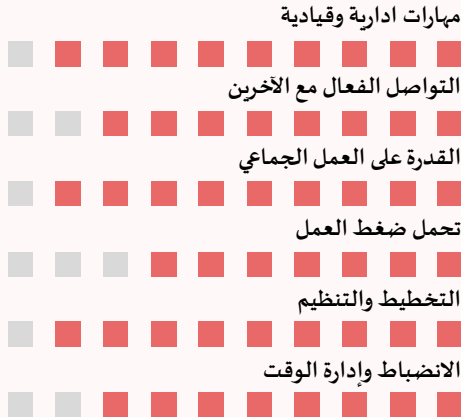 مهارات ادارية وقيادية
التواصل الفعال مع الآخرين
القدرة على العمل الجماعي
تحمل ضغط العمل
التخطيط والتنظيم
الانضباط وإدارة الوقت